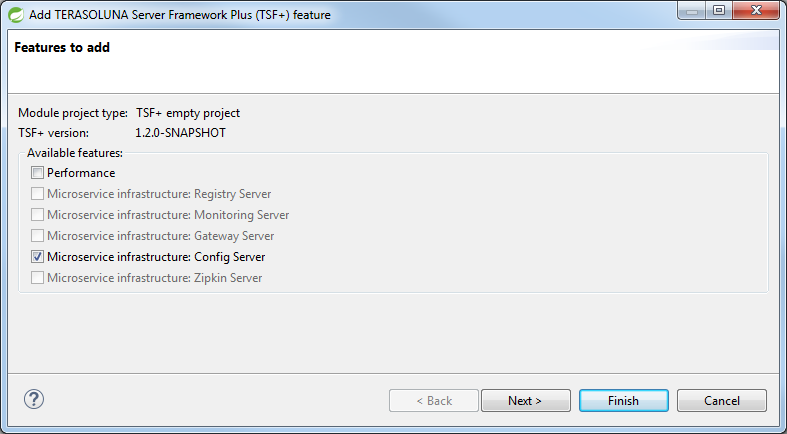 Add TERASOLUNA Server Framework Plus (TSF+) feature
Features to add
Module project type: TSF+ empty project
TSF+ version: 1.2.0-SNAPSHOT
Available features:
Performance
Microservice infrastructure: Registry Server
Microservice infrastructure: Monitoring Server
Microservice infrastructure: Gateway Server
Microservice infrastructure: Config Server
Microservice infrastructure: Zipkin Server
? < Back Next > Finish Cancel